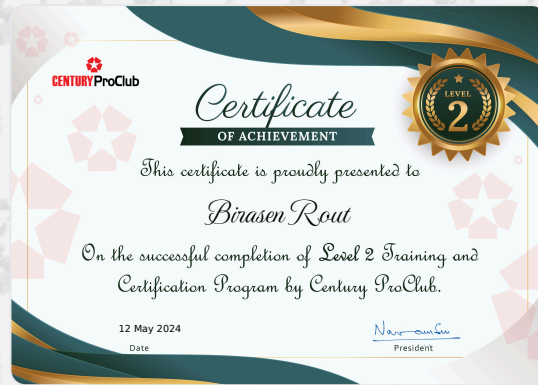 CENTURY ProClub
Certificate
OF ACHIEVEMENT
LEVEL
2
This certificate is proudly presented to
Birasen Rout
On the successful completion of Level 2 Training and
Certification Program by Century ProClub.
12 May 2024
Date
President